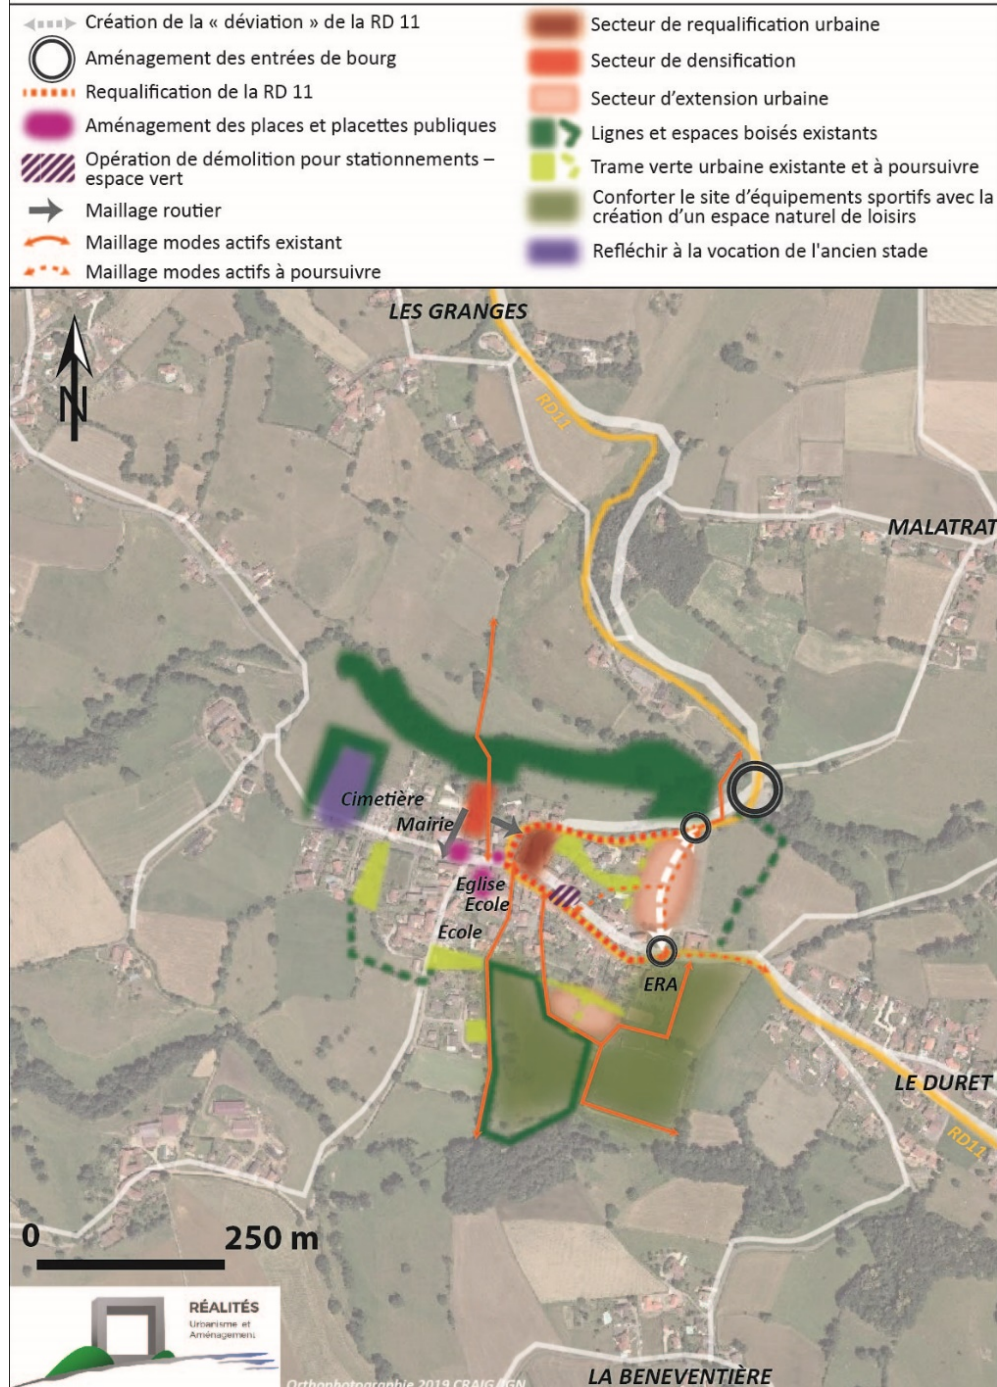 Création de la « déviation » de la RD 11
Aménagement des entrées de bourg
Requalification de la RD 11
Aménagement des places et placettes publiques
Opération de démolition pour stationnements –
espace vert
Maillage routier
Maillage modes actifs existant
Maillage modes actifs à poursuivre
Secteur de requalification urbaine
Secteur de densification
Secteur d'extension urbaine
Lignes et espaces boisés existants
Trame verte urbaine existante et à poursuivre
Conforter le site d'équipements sportifs avec la
création d'un espace naturel de loisirs
Refléchir à la vocation de l'ancien stade
LES GRANGES
N
RD11
MALATRAT
Cimetière
Mairie
Eglise
Ecole
Ecole
ERA
LE DURET
RD11
0 250 m
RÉALITÉS
Urbanisme et
Aménagement
LA BENEVENTIÈRE
Orthophotographie 2019 CRAIG/IGN